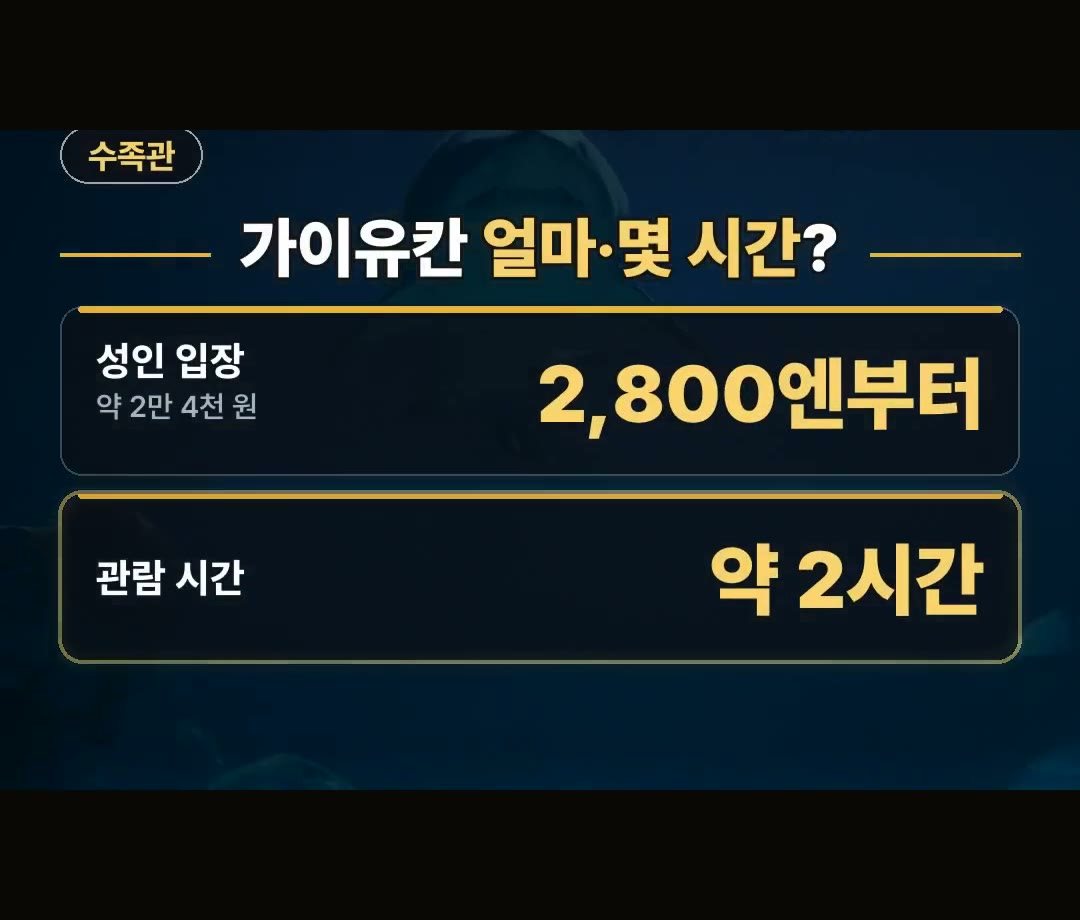 수족관
가이유칸 얼마·몇 시간?
성인 입장
약 2만 4천 원
2,800엔부터
관람 시간
약 2시간